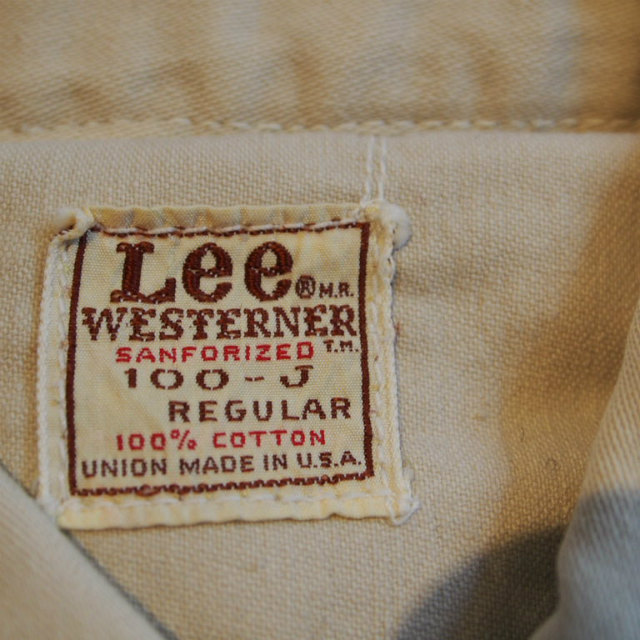 Lee ® M.R.
WESTERNER T.M.
SANFORIZED
100-J
REGULAR
100% COTTON
UNION MADE IN U.S.A.